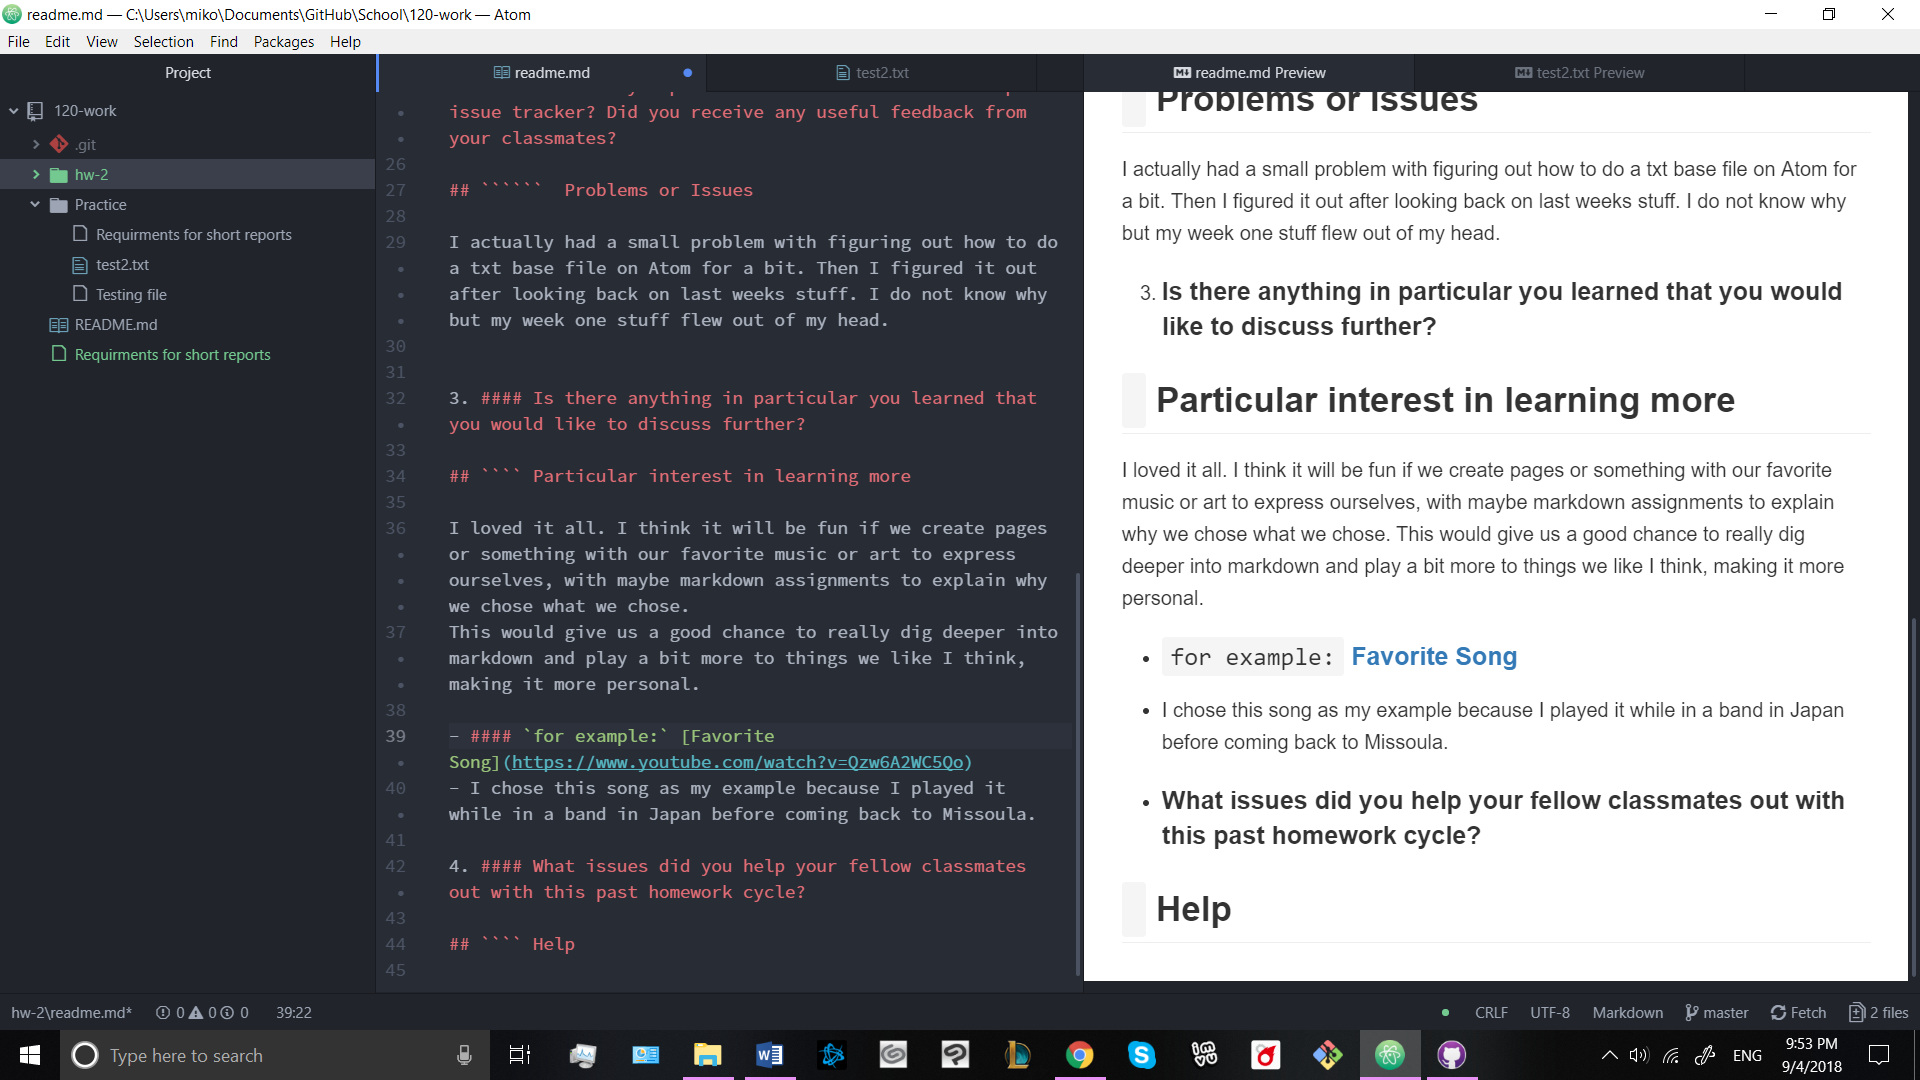 readme.md — C:\Users\miko\Documents\GitHub\School\120-work — Atom
File Edit View Selection Find Packages Help
Project
120-work
.git
hw-2
Practice
Requirments for short reports
test2.txt
Testing file
README.md
Requirments for short reports
readme.md
test2.txt
issue tracker? Did you receive any useful feedback from
your classmates?
26
27 ## `````` Problems or Issues
28
29 I actually had a small problem with figuring out how to do
a txt base file on Atom for a bit. Then I figured it out
after looking back on last weeks stuff. I do not know why
but my week one stuff flew out of my head.
30
31
32 3. #### Is there anything in particular you learned that
you would like to discuss further?
33
34 ## ```` Particular interest in learning more
35
36 I loved it all. I think it will be fun if we create pages
or something with our favorite music or art to express
ourselves, with maybe markdown assignments to explain why
we chose what we chose.
37 This would give us a good chance to really dig deeper into
markdown and play a bit more to things we like I think,
making it more personal.
38
39 - #### `for example:` [Favorite
Song](https://www.youtube.com/watch?v=Qzw6A2WC5Qo)
40 - I chose this song as my example because I played it
while in a band in Japan before coming back to Missoula.
41
42 4. #### What issues did you help your fellow classmates
out with this past homework cycle?
43
44 ## ```` Help
45
readme.md Preview
test2.txt Preview
Problems or Issues
I actually had a small problem with figuring out how to do a txt base file on Atom for
a bit. Then I figured it out after looking back on last weeks stuff. I do not know why
but my week one stuff flew out of my head.
3. Is there anything in particular you learned that you would
like to discuss further?
Particular interest in learning more
I loved it all. I think it will be fun if we create pages or something with our favorite
music or art to express ourselves, with maybe markdown assignments to explain
why we chose what we chose. This would give us a good chance to really dig
deeper into markdown and play a bit more to things we like I think, making it more
personal.
• for example: Favorite Song
• I chose this song as my example because I played it while in a band in Japan
before coming back to Missoula.
• What issues did you help your fellow classmates out with
this past homework cycle?
Help
hw-2\readme.md* 0 0 0 39:22
CRLF UTF-8 Markdown master Fetch 2 files
Type here to search
ENG
9:53 PM
9/4/2018